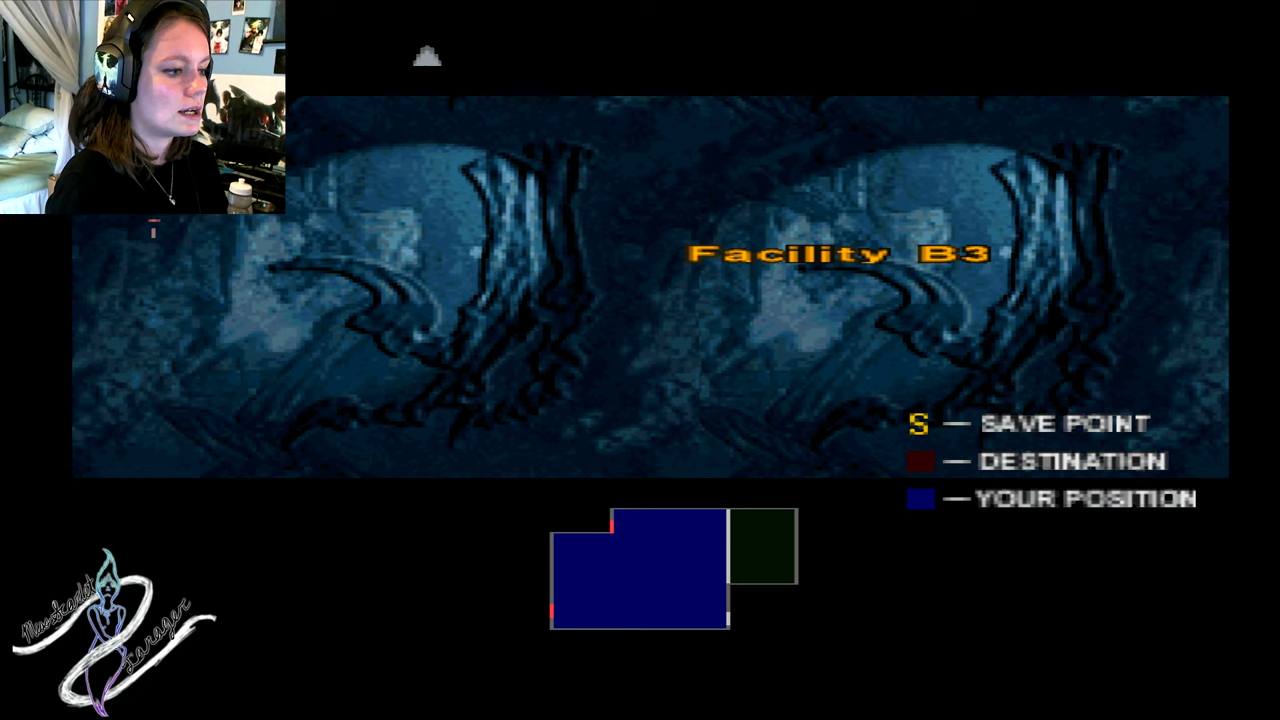 Facility B3
S — SAVE POINT
— DESTINATION
— YOUR POSITION